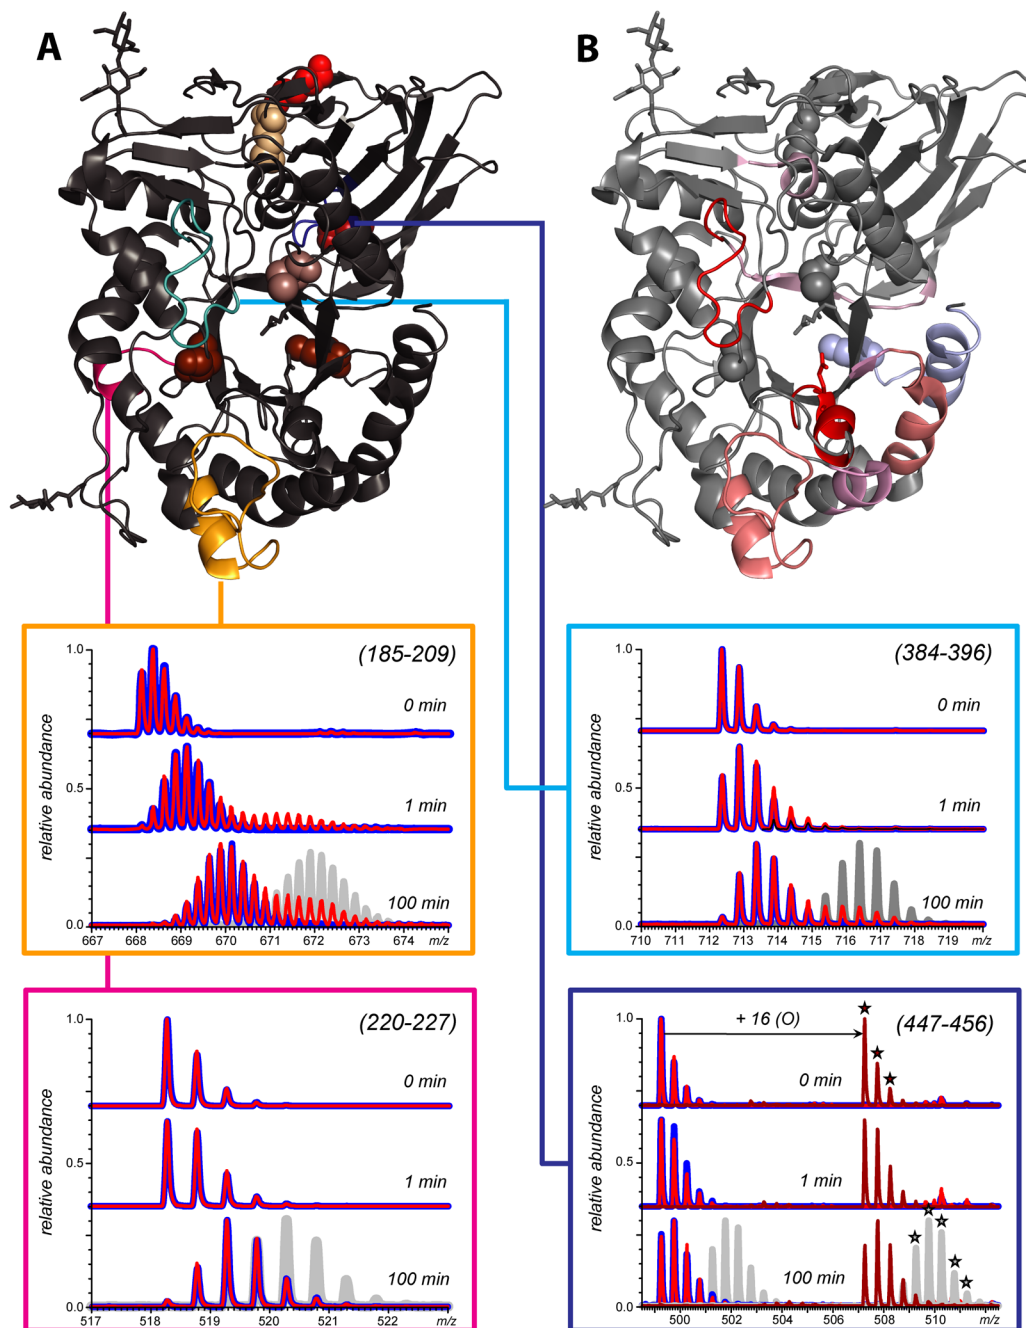 A
B
(185-209)
1.0
0.5
0.0
relative abundance
0 min
1 min
100 min
667 668 669 670 671 672 673 674 m/z
(384-396)
1.0
0.5
0.0
relative abundance
0 min
1 min
100 min
710 711 712 713 714 715 716 717 718 719 m/z
(220-227)
1.0
0.5
0.0
relative abundance
0 min
1 min
100 min
517 518 519 520 521 522 m/z
+ 16 (O)
(447-456)
1.0
0.5
0.0
relative abundance
0 min
1 min
100 min
500 502 504 506 508 510 m/z